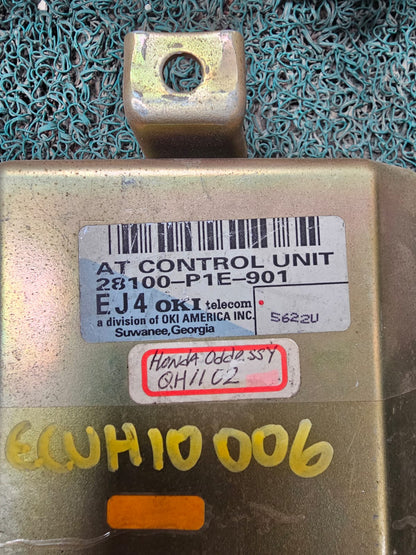 AT CONTROL UNIT
28100-P1E-901
EJ4 OKI telecom
a division of OKI AMERICA INC.
Suwanee, Georgia
5622U
HONDA Oddessy
QH11C2
ECUH10006